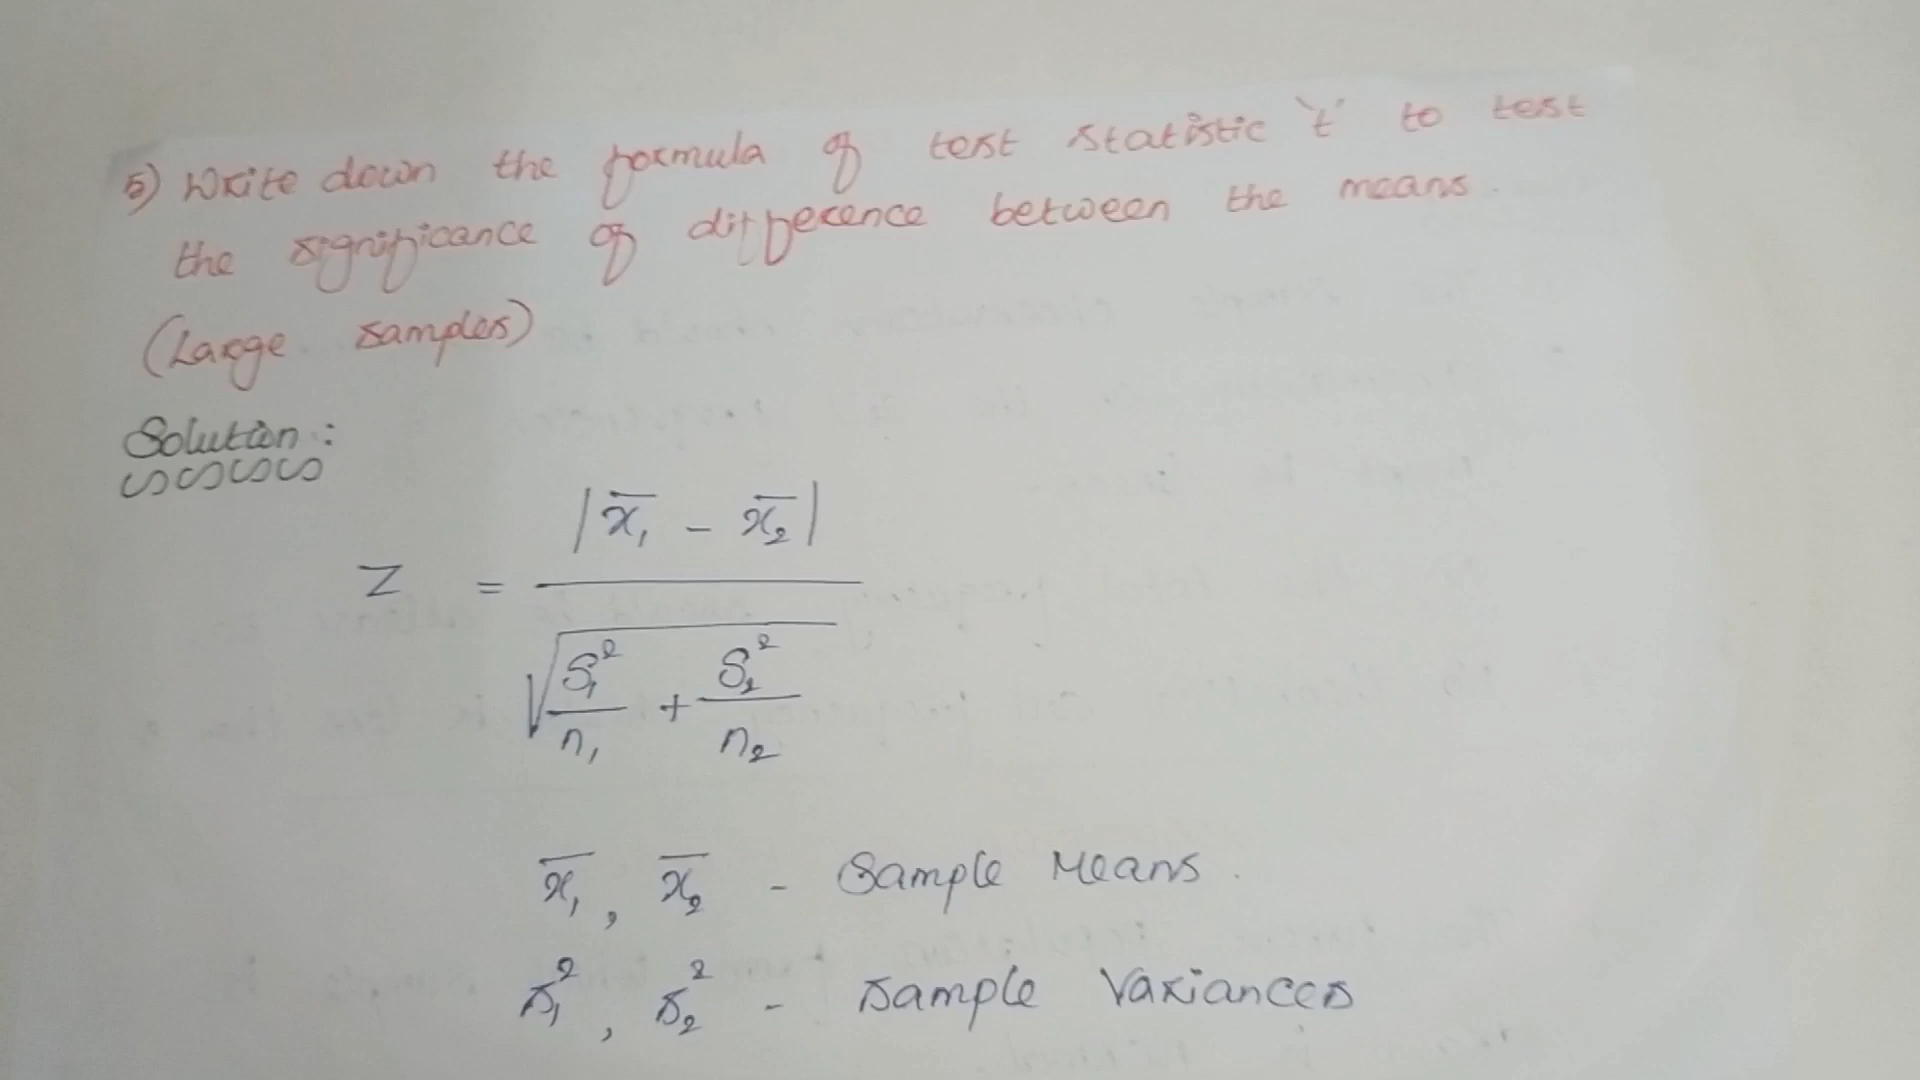 5) Write down the formula of test statistic 't' to test
the significance of difference between the means.
(Large samples)
Solution :
Z = |x̄₁ - x̄₂|
√ S₁²/n₁ + S₂²/n₂
x̄₁, x̄₂ - Sample Means.
s₁², s₂² - sample Variances